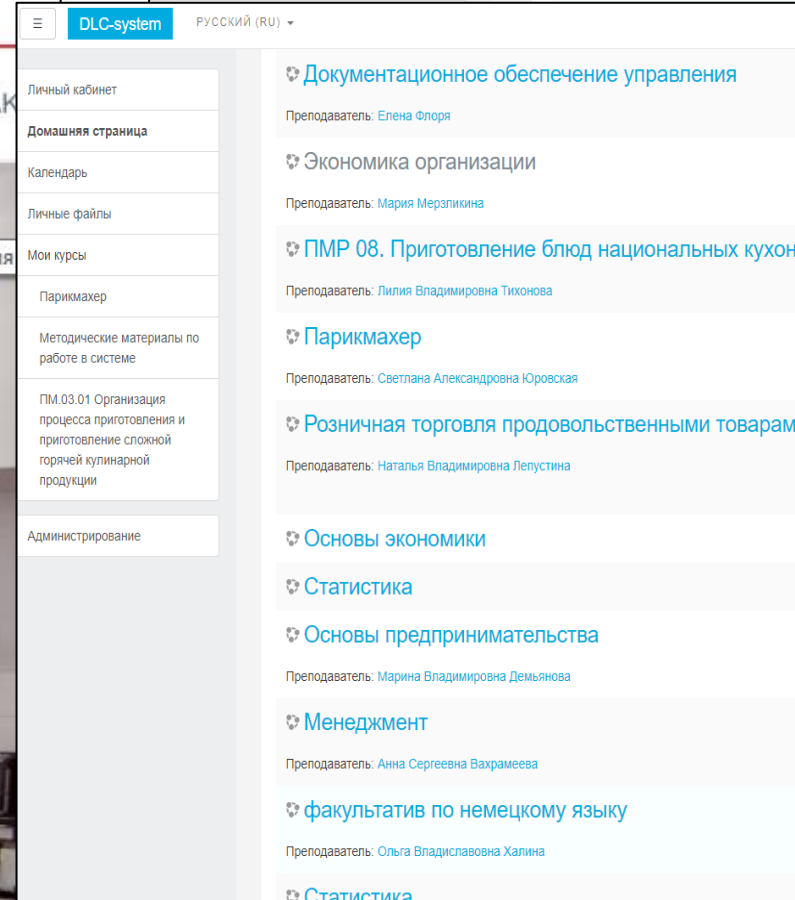 DLC-system
РУССКИЙ (RU)
Личный кабинет
Домашняя страница
Календарь
Личные файлы
Мои курсы
Парикмахер
Методические материалы по
работе в системе
ПМ.03.01 Организация
процесса приготовления и
приготовление сложной
горячей кулинарной
продукции
Администрирование
Документационное обеспечение управления
Преподаватель: Елена Флоря
Экономика организации
Преподаватель: Мария Мерзликина
ПМР 08. Приготовление блюд национальных кухон
Преподаватель: Лилия Владимировна Тихонова
Парикмахер
Преподаватель: Светлана Александровна Юровская
Розничная торговля продовольственными товарам
Преподаватель: Наталья Владимировна Лепустина
Основы экономики
Статистика
Основы предпринимательства
Преподаватель: Марина Владимировна Демьянова
Менеджмент
Преподаватель: Анна Сергеевна Вахрамеева
факультатив по немецкому языку
Преподаватель: Ольга Владиславовна Халина
Статистика